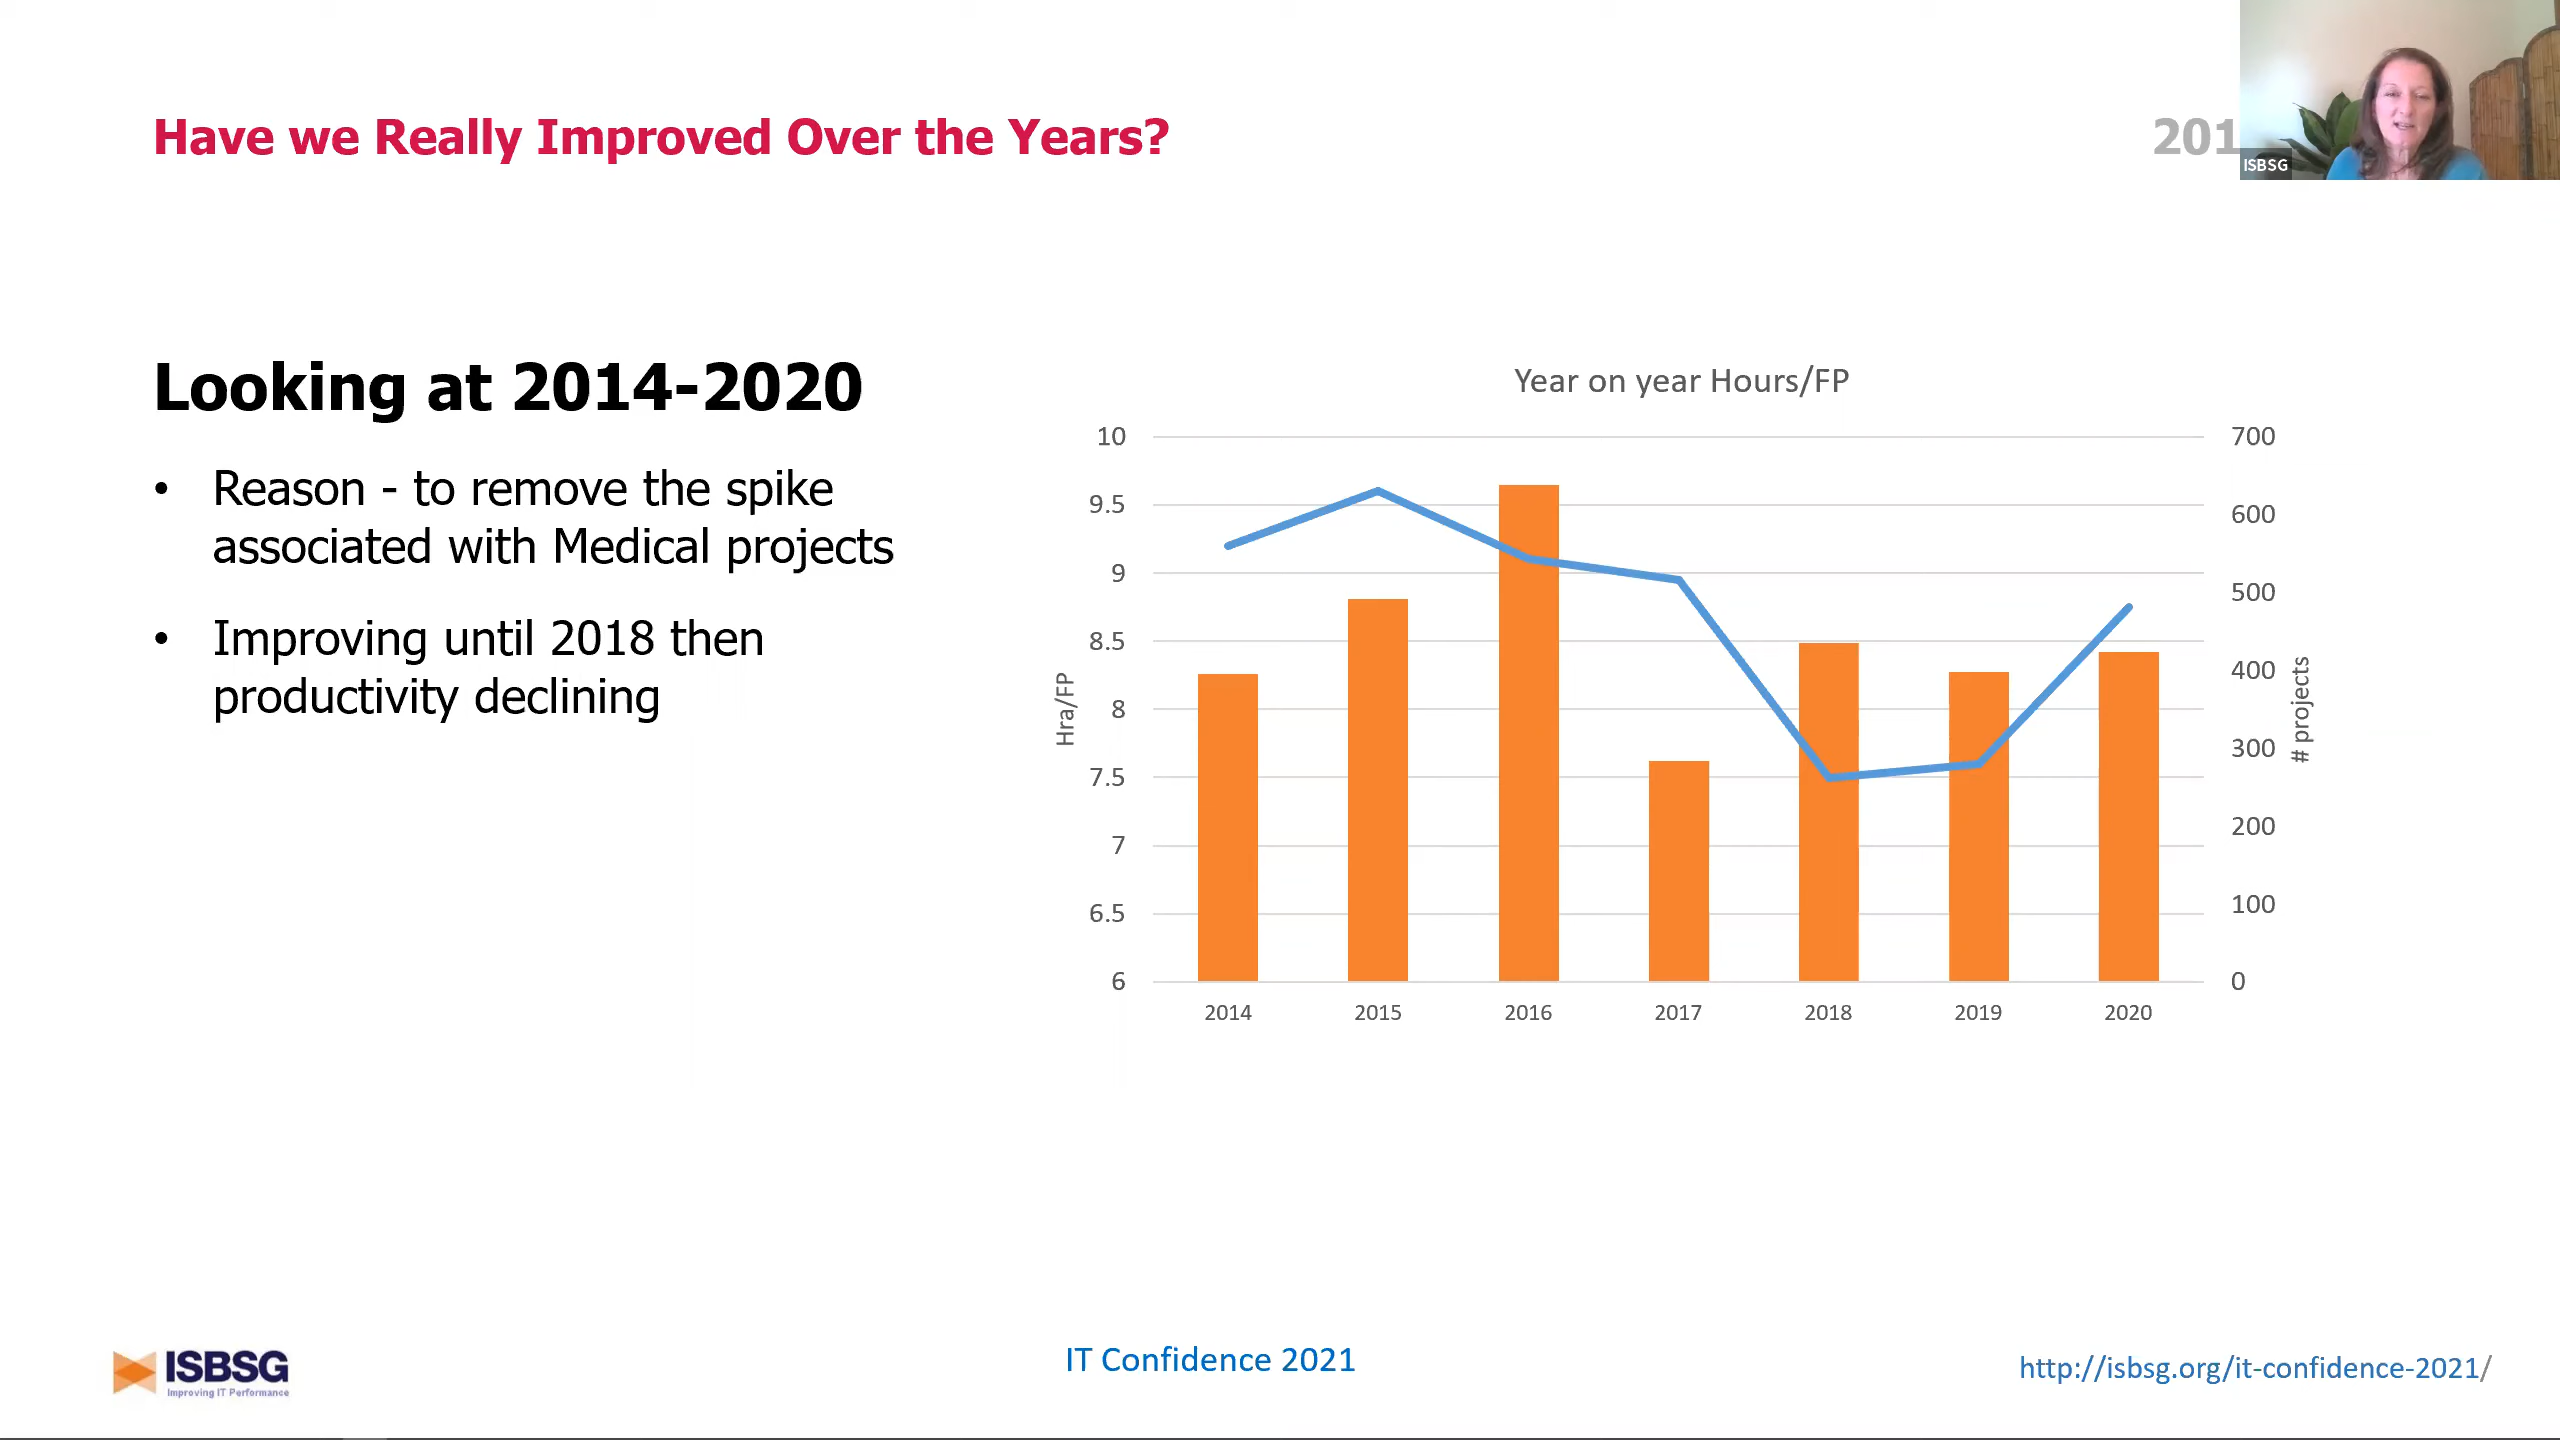 Have we Really Improved Over the Years?
201
ISBSG
Looking at 2014-2020
• Reason - to remove the spike
associated with Medical projects
• Improving until 2018 then
productivity declining
Year on year Hours/FP
10
9.5
9
8.5
8
7.5
7
6.5
6
Hra/FP
700
600
500
400
300
200
100
0
# projects
2014 2015 2016 2017 2018 2019 2020
ISBSG
Improving IT Performance
IT Confidence 2021
http://isbsg.org/it-confidence-2021/